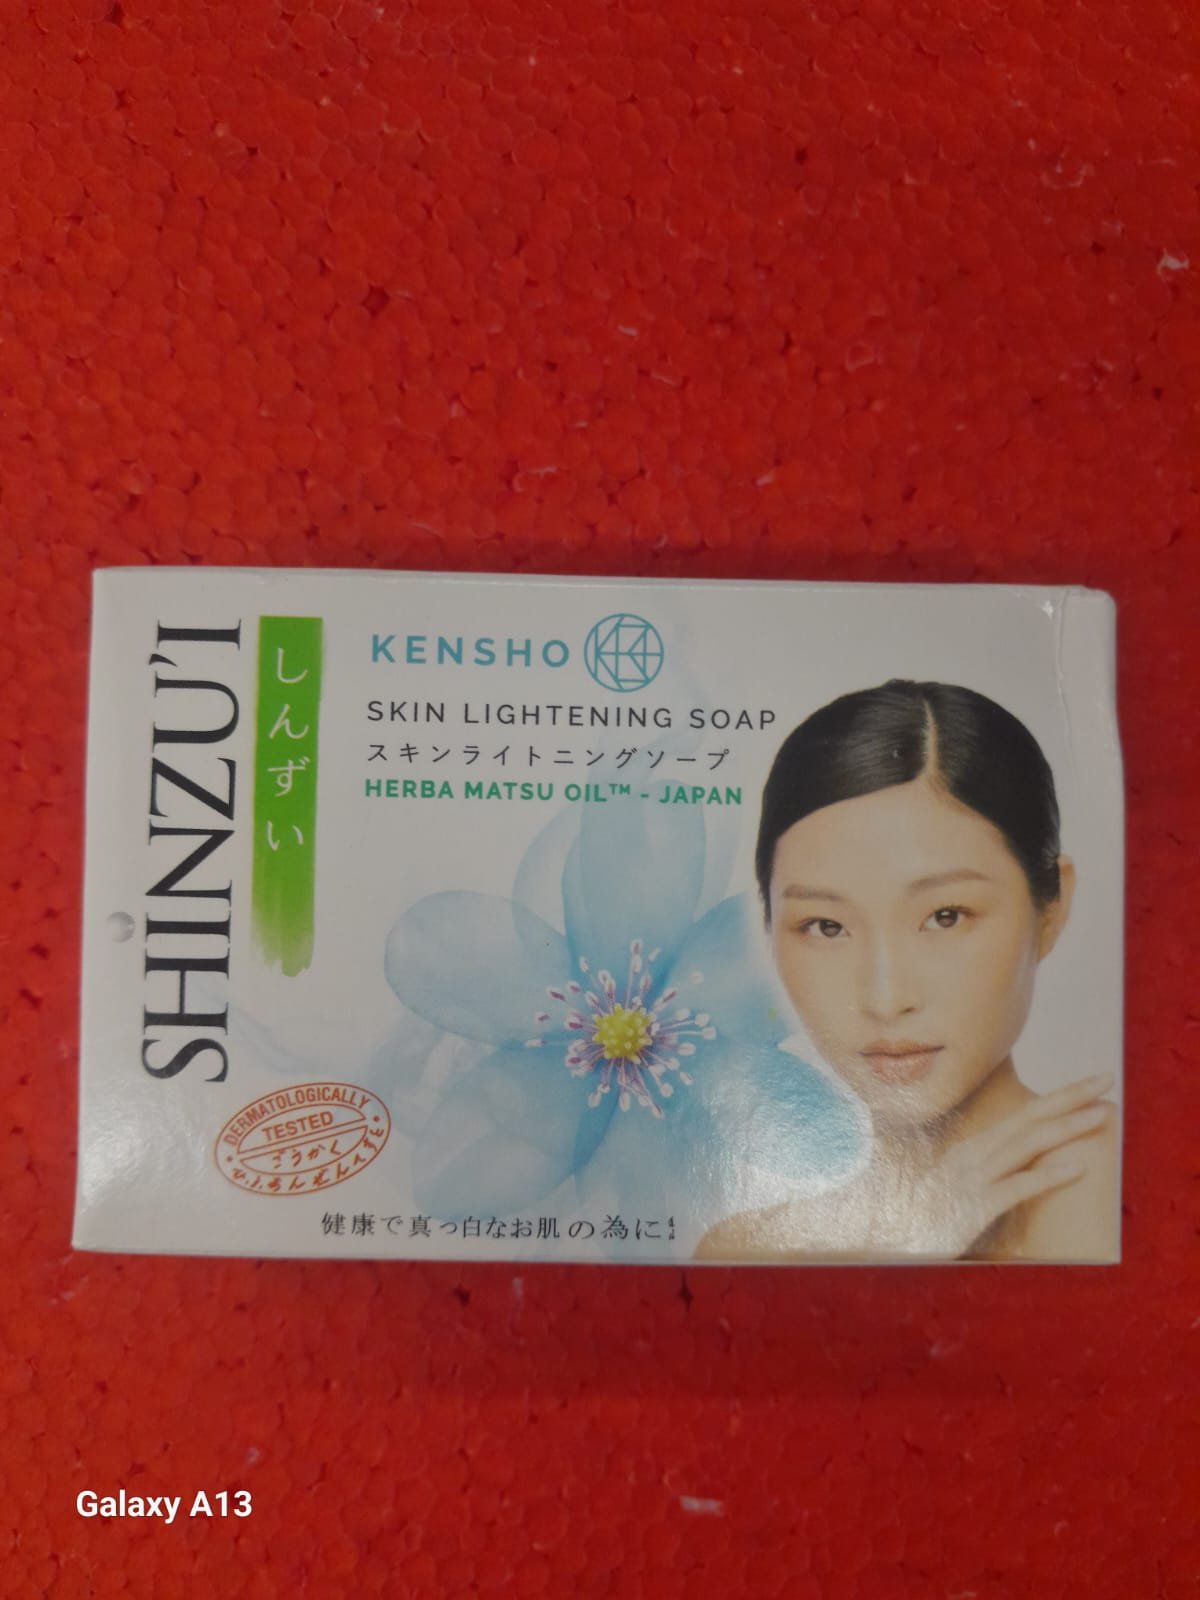 SHINZU'I
しんずい
KENSHO
SKIN LIGHTENING SOAP
スキンライトニングソープ
HERBA MATSU OIL™ - JAPAN
DERMATOLOGICALLY
TESTED
ごうかく
健康で真っ白なお肌の為に
Galaxy A13